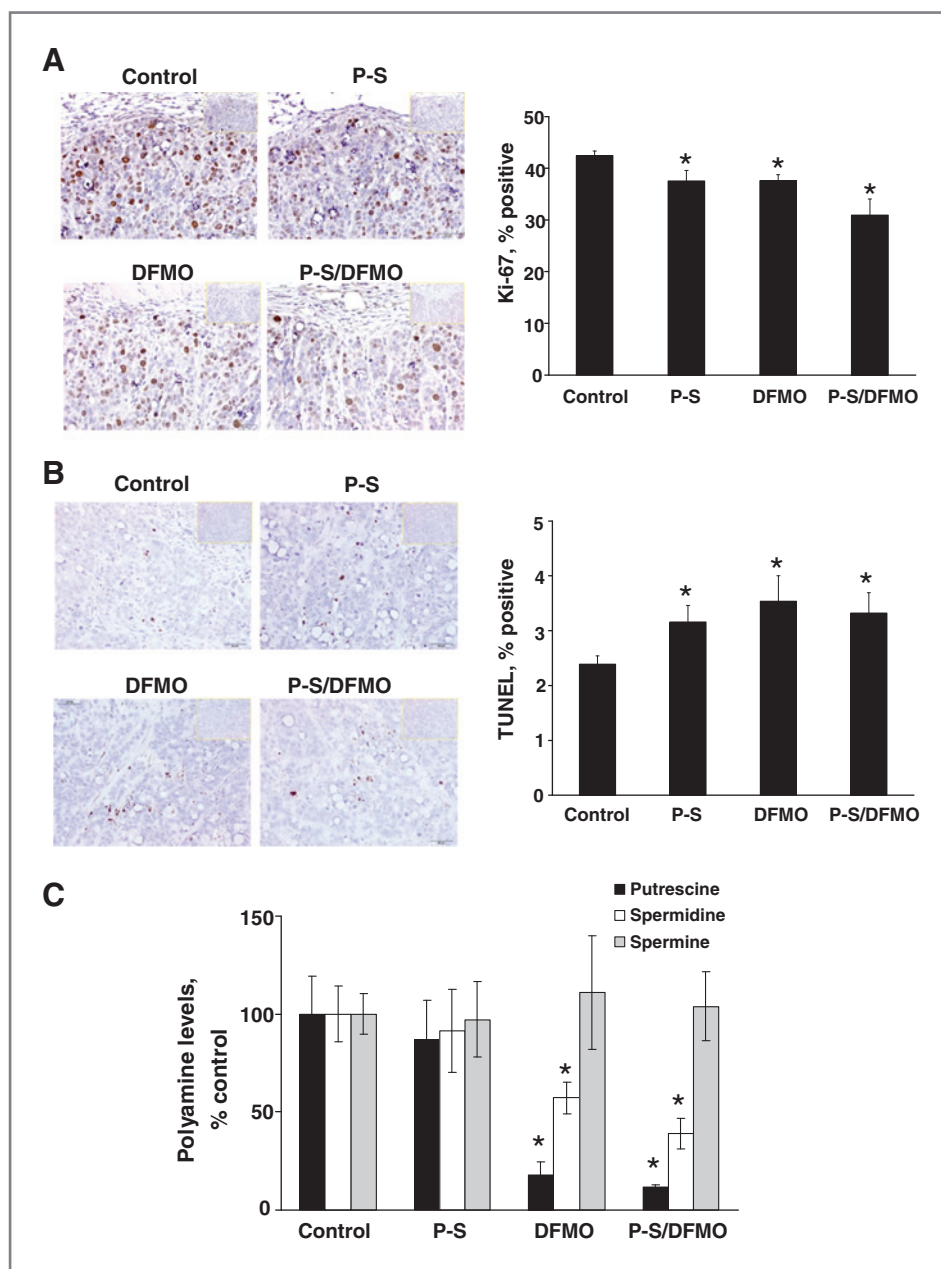 A
Control
P-S
DFMO
P-S/DFMO
Ki-67, % positive
50
40
30
20
10
0
*
*
*
Control
P-S
DFMO
P-S/DFMO
B
Control
P-S
DFMO
P-S/DFMO
TUNEL, % positive
5
4
3
2
1
0
*
*
*
Control
P-S
DFMO
P-S/DFMO
C
Putrescine
Spermidine
Spermine
Polyamine levels,
% control
150
100
50
0
*
*
*
*
Control
P-S
DFMO
P-S/DFMO